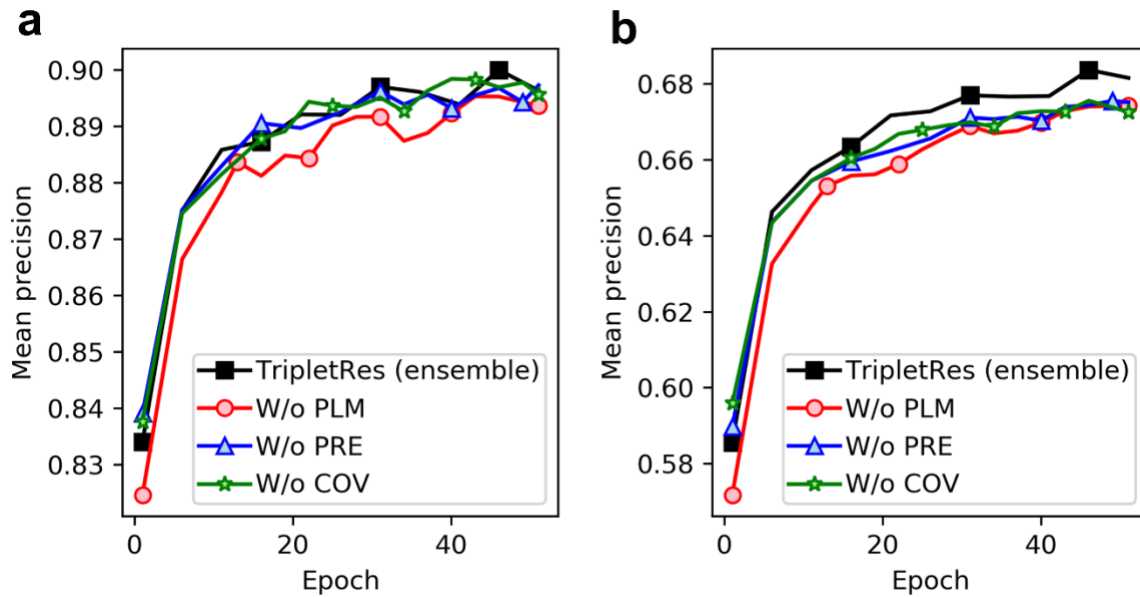 a
Mean precision
0.90
0.89
0.88
0.87
0.86
0.85
0.84
0.83
0
20
40
Epoch
TripletRes (ensemble)
W/o PLM
W/o PRE
W/o COV
b
Mean precision
0.68
0.66
0.64
0.62
0.60
0.58
0
20
40
Epoch
TripletRes (ensemble)
W/o PLM
W/o PRE
W/o COV